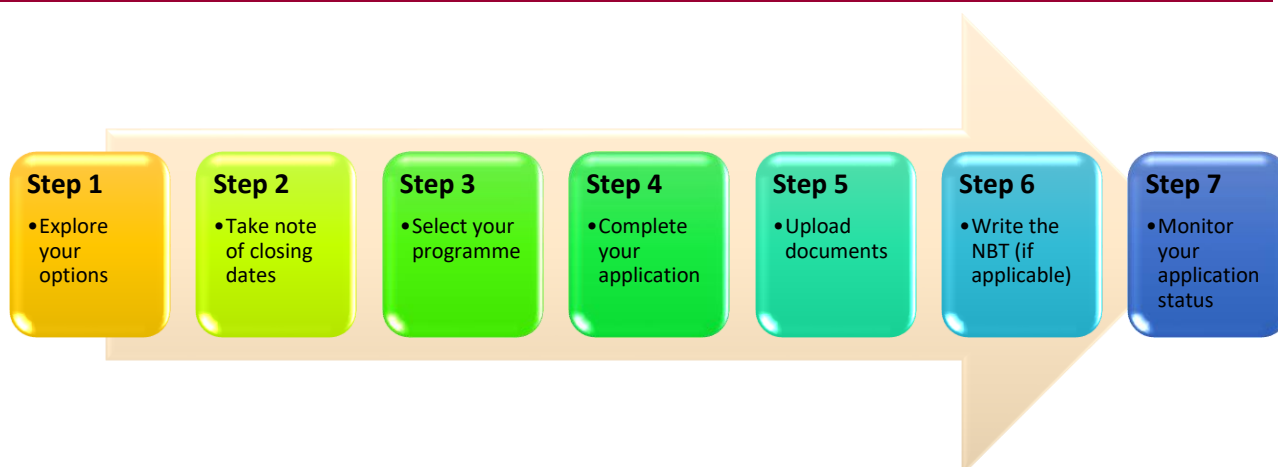 Step 1
•Explore
your
options
Step 2
•Take note
of closing
dates
Step 3
•Select your
programme
Step 4
•Complete
your
application
Step 5
•Upload
documents
Step 6
•Write the
NBT (if
applicable)
Step 7
•Monitor
your
application
status